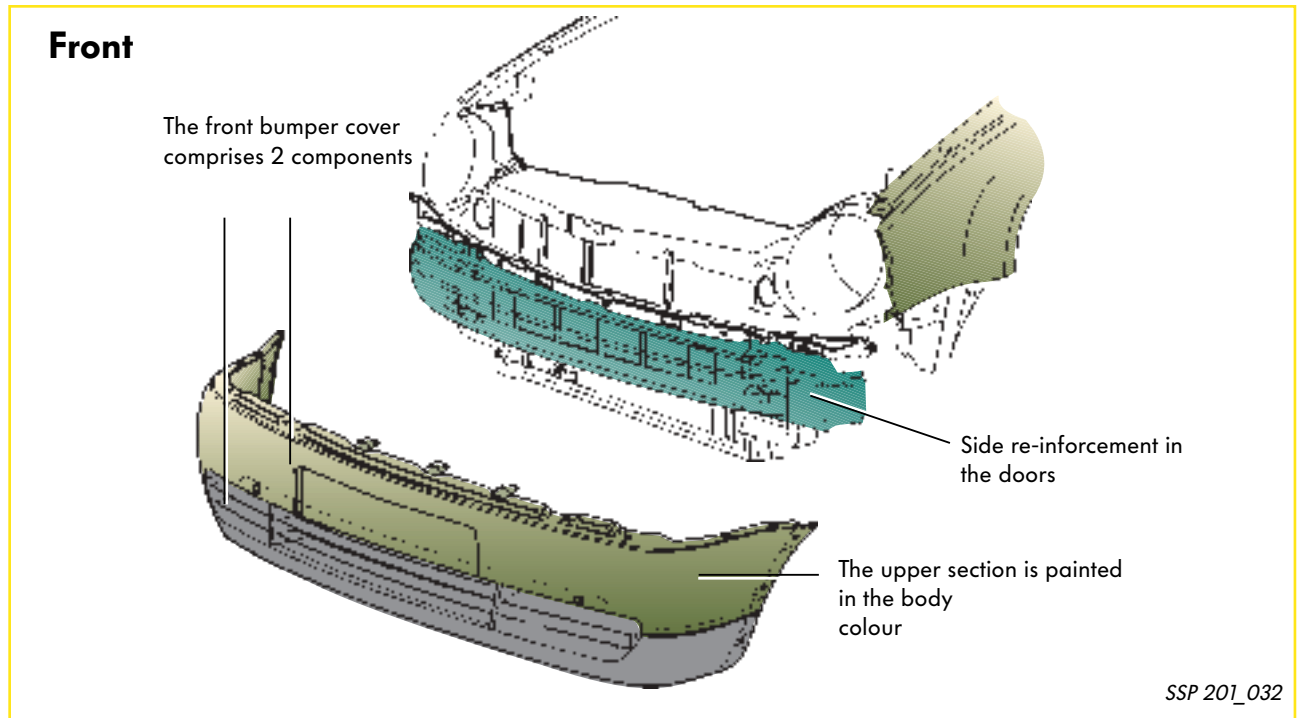 Front
The front bumper cover
comprises 2 components
Side re-inforcement in
the doors
The upper section is painted
in the body
colour
SSP 201_032